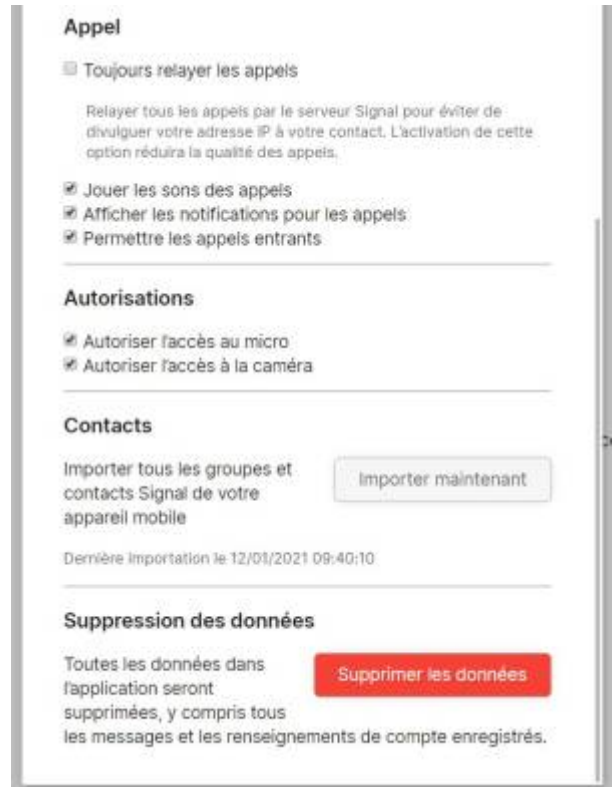 Appel
Toujours relayer les appels
Relayer tous les appels par le serveur Signal pour éviter de
divulguer votre adresse IP à votre contact. L'activation de cette
option réduira la qualité des appels.
Jouer les sons des appels
Afficher les notifications pour les appels
Permettre les appels entrants
Autorisations
Autoriser l'accès au micro
Autoriser l'accès à la caméra
Contacts
Importer tous les groupes et
contacts Signal de votre
appareil mobile
Importer maintenant
Dernière importation le 12/01/2021 09:40:10
Suppression des données
Toutes les données dans
l'application seront
supprimées, y compris tous
les messages et les renseignements de compte enregistrés.
Supprimer les données